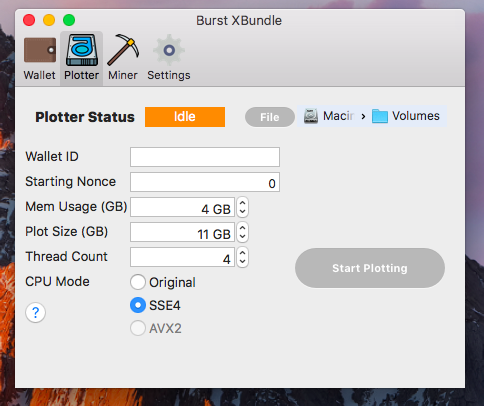 Burst XBundle
Wallet Plotter Miner Settings
Plotter Status Idle File Macin › Volumes
Wallet ID
Starting Nonce 0
Mem Usage (GB) 4 GB
Plot Size (GB) 11 GB
Thread Count 4
Start Plotting
CPU Mode Original
? SSE4
AVX2